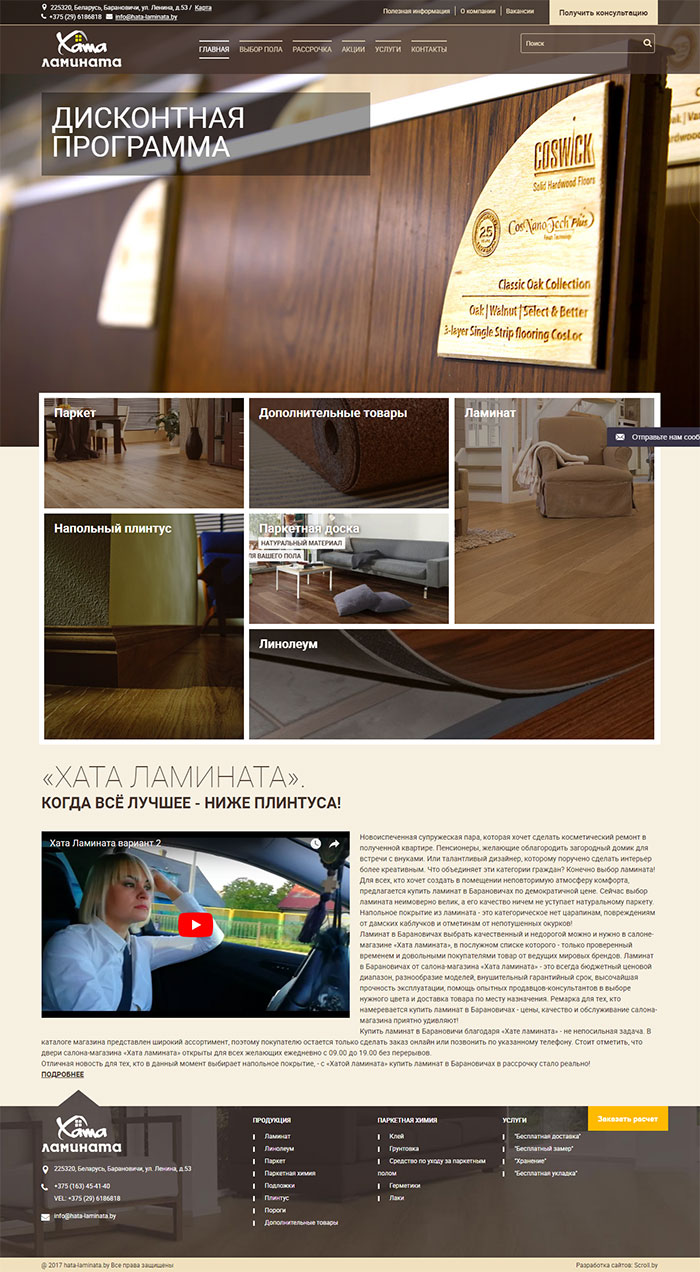 225320, Беларусь, Барановичи, ул. Ленина, д.53 / Карта
+375 (29) 6186818 info@hata-laminata.by
Полезная информация
О компании
Вакансии
Получить консультацию
Хата
ламината
ГЛАВНАЯ
ВЫБОР ПОЛА
РАССРОЧКА
АКЦИИ
УСЛУГИ
КОНТАКТЫ
Поиск
ДИСКОНТНАЯ
ПРОГРАММА
COSWICK
Solid Hardwood Floors
25
CosNanoTech Plus
Classic Oak Collection
Oak | Walnut | Select & Better
3-layer Single Strip flooring CosLoc
Паркет
Дополнительные товары
Ламинат
Отправьте нам сооб
Напольный плинтус
Паркетная доска
НАТУРАЛЬНЫЙ МАТЕРИАЛ
ЛЯ ВАШЕГО ПОЛА
Линолеум
«ХАТА ЛАМИНАТА».
КОГДА ВСЁ ЛУЧШЕЕ - НИЖЕ ПЛИНТУСА!
Хата Ламината вариант 2
Новоиспеченная супружеская пара, которая хочет сделать косметический ремонт в
полученной квартире. Пенсионеры, желающие облагородить загородный домик для
встречи с внуками. Или талантливый дизайнер, которому поручено сделать интерьер
более креативным. Что объединяет эти категории граждан? Конечно выбор ламината!
Для всех, кто хочет создать в помещении неповторимую атмосферу комфорта,
предлагается купить ламинат в Барановичах по демократичной цене. Сейчас выбор
ламината неимоверно велик, а его качество ничем не уступает натуральному паркету.
Напольное покрытие из ламината - это категорическое нет царапинам, повреждениям
от дамских каблучков и отметинам от непотушенных окурков!
Ламинат в Барановичах выбрать качественный и недорогой можно и нужно в салоне-
магазине «Хата ламината», в послужном списке которого - только проверенный
временем и довольными покупателями товар от ведущих мировых брендов. Ламинат
в Барановичах от салона-магазина «Хата ламината» - это всегда бюджетный ценовой
диапазон, разнообразие моделей, внушительный гарантийный срок, высочайшая
прочность эксплуатации, помощь опытных продавцов-консультантов в выборе
нужного цвета и доставка товара по месту назначения. Ремарка для тех, кто
намеревается купить ламинат в Барановичах - цены, качество и обслуживание салона-
магазина приятно удивляют!
Купить ламинат в Барановичи благодаря «Хате ламината» - не непосильная задача. В
каталоге магазина представлен широкий ассортимент, поэтому покупателю остается только сделать заказ онлайн или позвонить по указанному телефону. Стоит отметить, что
двери салона-магазина «Хата ламината» открыты для всех желающих ежедневно с 09.00 до 19.00 без перерывов.
Отличная новость для тех, кто в данный момент выбирает напольное покрытие, - с «Хатой ламината» купить ламинат в Барановичах в рассрочку стало реально!
ПОДРОБНЕЕ
Хата
ламината
225320, Беларусь, Барановичи, ул. Ленина, д.53
+375 (163) 45-41-40
VEL: +375 (29) 6186818
info@hata-laminata.by
ПРОДУКЦИЯ
Ламинат
Линолеум
Паркет
Паркетная химия
Подложки
Плинтус
Пороги
Дополнительные товары
ПАРКЕТНАЯ ХИМИЯ
Клей
Грунтовка
Средство по уходу за паркетным
полом
Герметики
Лаки
УСЛУГИ
"Бесплатная доставка"
"Бесплатный замер"
"Хранение"
"Бесплатная укладка"
Заказать расчет
@ 2017 hata-laminata.by Все права защищены
Разработка сайтов: Scroll.by